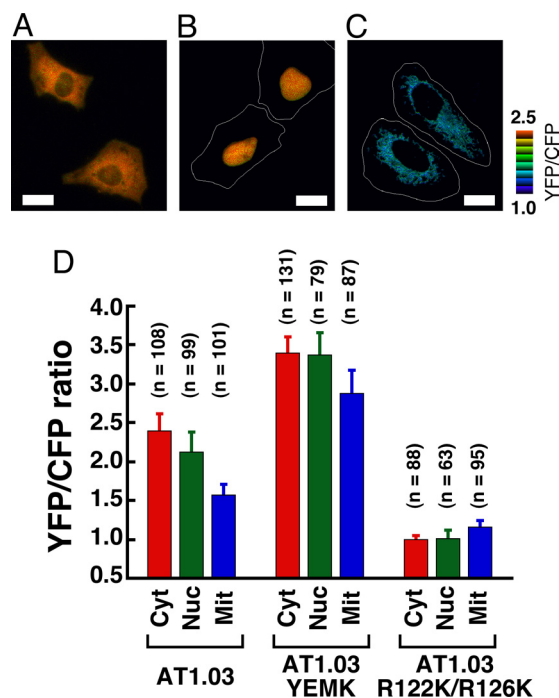 A
B
C
2.5
YFP/CFP
1.0
D
YFP/CFP ratio
4.0
3.5
3.0
2.5
2.0
1.5
1.0
0.5
(n = 108)
(n = 99)
(n = 101)
(n = 131)
(n = 79)
(n = 87)
(n = 88)
(n = 63)
(n = 95)
Cyt
Nuc
Mit
Cyt
Nuc
Mit
Cyt
Nuc
Mit
AT1.03
AT1.03
YEMK
AT1.03
R122K/R126K